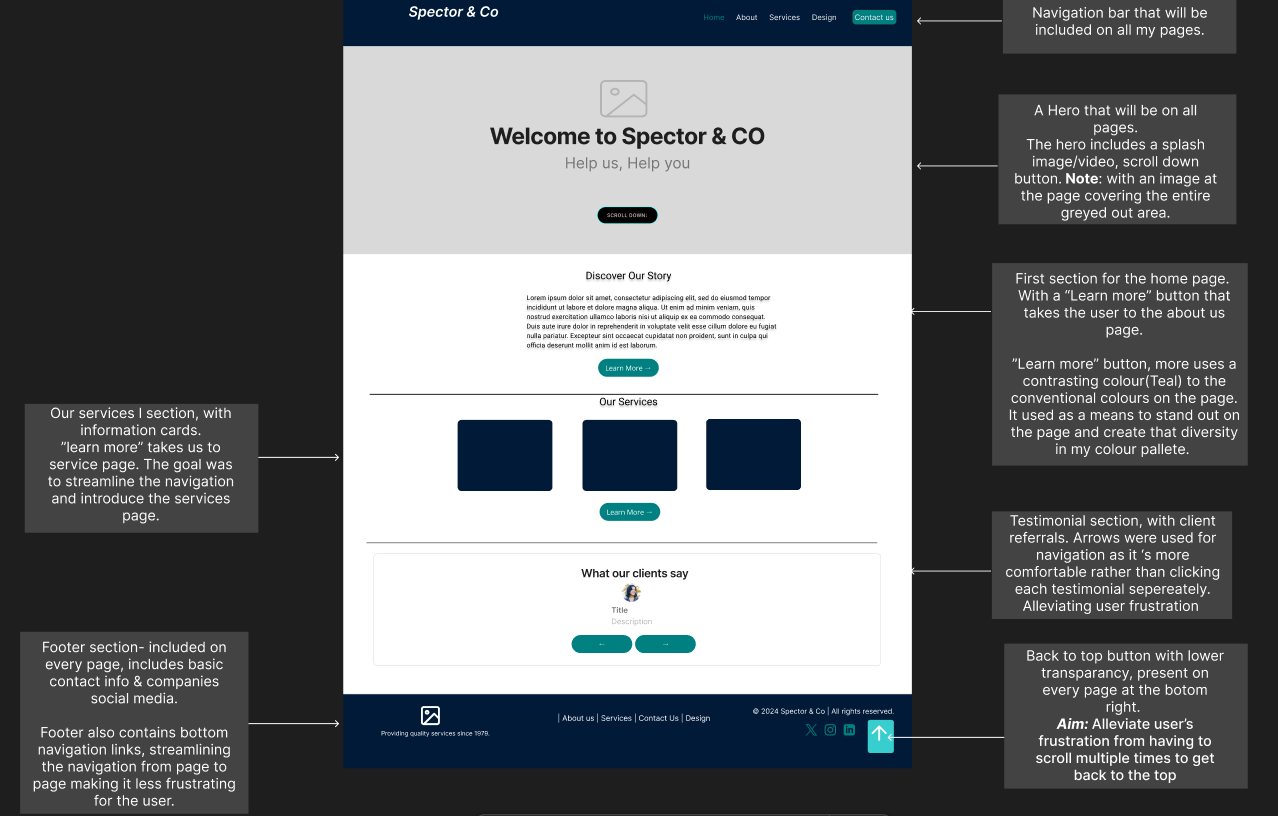 Spector & Co
Home About Services Design Contact us
Welcome to Spector & CO
Help us, Help you
SCROLL DOWN:
Discover Our Story
Lorem ipsum dolor sit amet, consectetur adipiscing elit, sed do eiusmod tempor
incididunt ut labore et dolore magna aliqua. Ut enim ad minim veniam, quis
nostrud exercitation ullamco laboris nisi ut aliquip ex ea commodo consequat.
Duis aute irure dolor in reprehenderit in voluptate velit esse cillum dolore eu fugiat
nulla pariatur. Excepteur sint occaecat cupidatat non proident, sunt in culpa qui
officia deserunt mollit anim id est laborum.
Learn More →
Our Services
Learn More →
What our clients say
Title
Description
← →
Providing quality services since 1979.
| About us | Services | Contact Us | Design
© 2024 Spector & Co | All rights reserved.
Navigation bar that will be
included on all my pages.
A Hero that will be on all
pages.
The hero includes a splash
image/video, scroll down
button. Note: with an image at
the page covering the entire
greyed out area.
First section for the home page.
With a “Learn more” button that
takes the user to the about us
page.
”Learn more” button, more uses a
contrasting colour(Teal) to the
conventional colours on the page.
It used as a means to stand out on
the page and create that diversity
in my colour pallete.
Our services I section, with
information cards.
”learn more” takes us to
service page. The goal was
to streamline the navigation
and introduce the services
page.
Testimonial section, with client
referrals. Arrows were used for
navigation as it ‘s more
comfortable rather than clicking
each testimonial sepereately.
Alleviating user frustration
Footer section- included on
every page, includes basic
contact info & companies
social media.
Footer also contains bottom
navigation links, streamlining
the navigation from page to
page making it less frustrating
for the user.
Back to top button with lower
transparancy, present on
every page at the botom
right.
Aim: Alleviate user’s
frustration from having to
scroll multiple times to get
back to the top